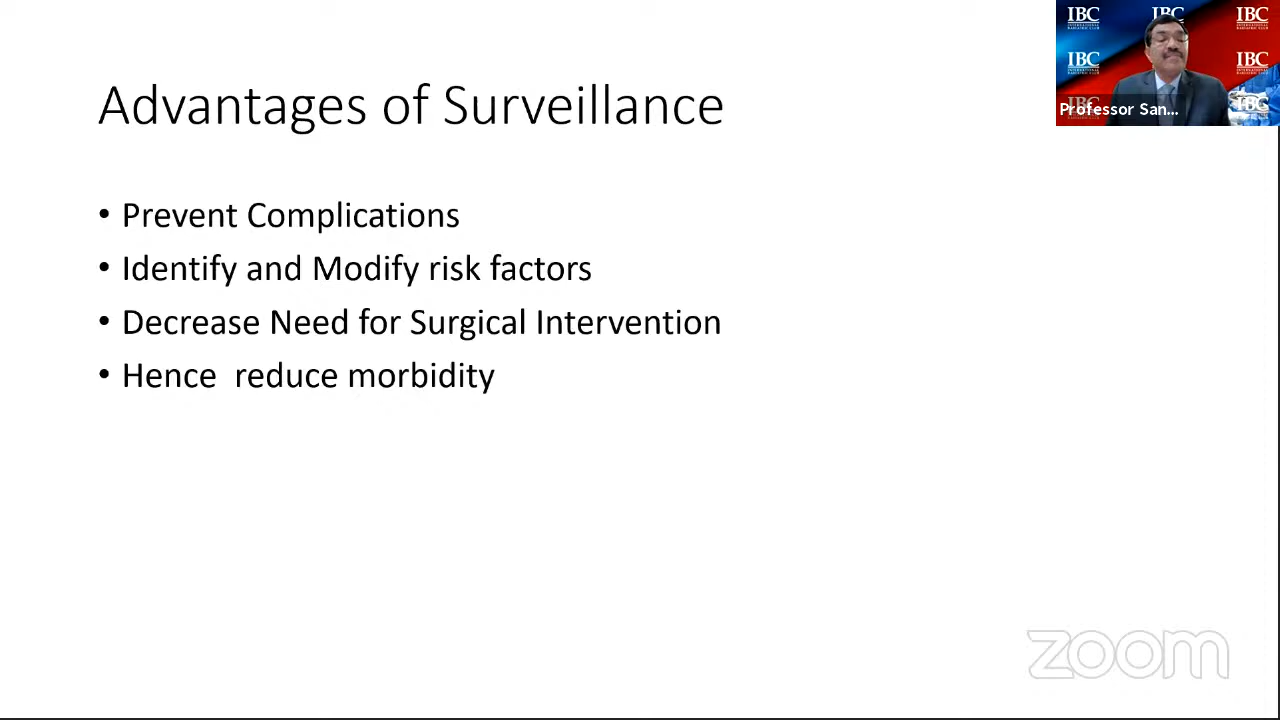 Advantages of Surveillance
• Prevent Complications
• Identify and Modify risk factors
• Decrease Need for Surgical Intervention
• Hence  reduce morbidity
IBC
IBC
IBC
IBC
IBC
IBC
IBC
Professor San...
zoom